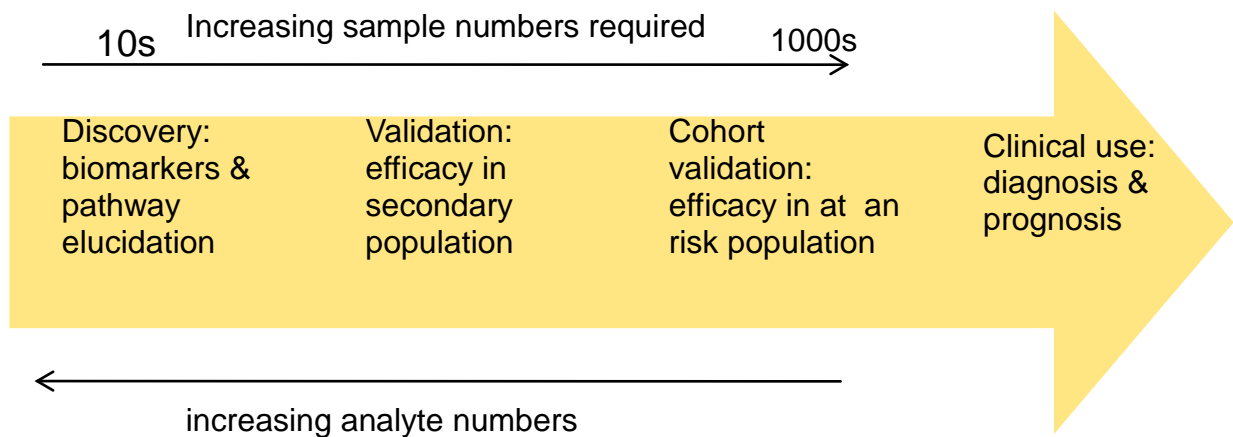 Increasing sample numbers required
10s
1000s
Discovery:
biomarkers &
pathway
elucidation
Validation:
efficacy in
secondary
population
Cohort
validation:
efficacy in at  an
risk population
Clinical use:
diagnosis &
prognosis
increasing analyte numbers